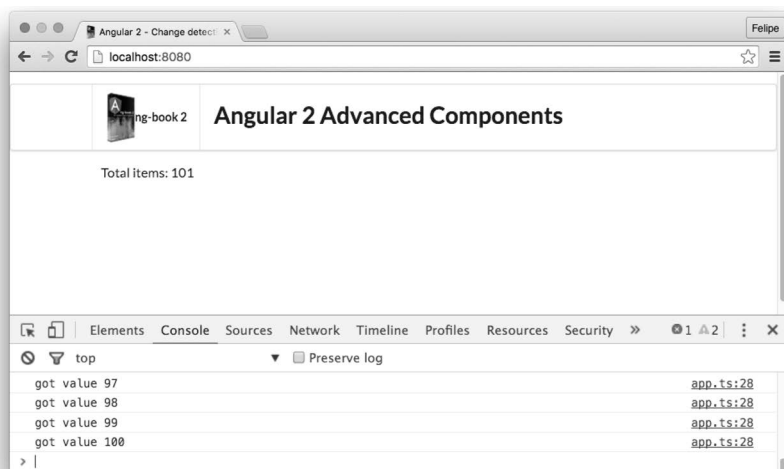 Angular 2 - Change detect
Felipe
localhost:8080
A
ng-book 2
Angular 2 Advanced Components
Total items: 101
Elements Console Sources Network Timeline Profiles Resources Security » 1 2
top Preserve log
got value 97 app.ts:28
got value 98 app.ts:28
got value 99 app.ts:28
got value 100 app.ts:28
>